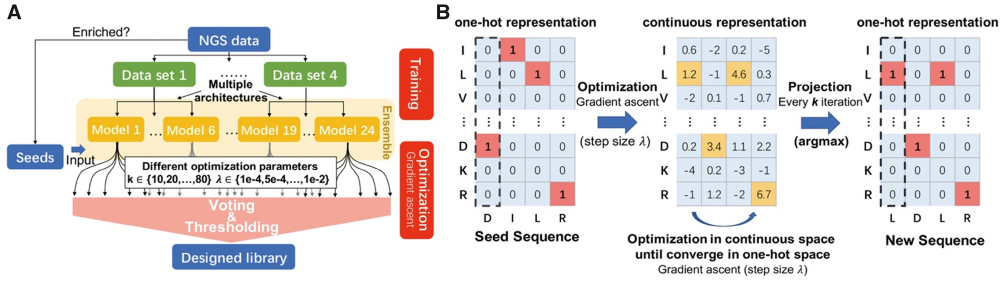 A
Enriched?
NGS data
Data set 1
......
Data set 4
Multiple
architectures
Training
Model 1
...
Model 6
...
Model 19
...
Model 24
Ensemble
Seeds
Input
Different optimization parameters
k ∈ {10,20,...,80} λ ∈ {1e-4,5e-4,...,1e-2}
Optimization
Gradient ascent
Voting
&
Thresholding
Designed library
B
one-hot representation
I 0 1 0 0
L 0 0 1 0
V 0 0 0 0
⋮ ⋮ ⋮ ⋮ ⋮
D 1 0 0 0
K 0 0 0 0
R 0 0 0 1
D I L R
Seed Sequence
Optimization
Gradient ascent
(step size λ)
continuous representation
I 0.6 -2 0.2 -5
L 1.2 -1 4.6 0.3
V -2 0.1 -1 0.7
⋮ ⋮ ⋮ ⋮ ⋮
D 0.2 3.4 1.1 2.2
K -4 0.2 -3 -1
R -1 1.2 -2 6.7
Optimization in continuous space
until converge in one-hot space
Gradient ascent (step size λ)
Projection
Every k iteration
(argmax)
one-hot representation
I 0 0 0 0
L 1 0 1 0
V 0 0 0 0
⋮ ⋮ ⋮ ⋮ ⋮
D 0 1 0 0
K 0 0 0 0
R 0 0 0 1
L D L R
New Sequence